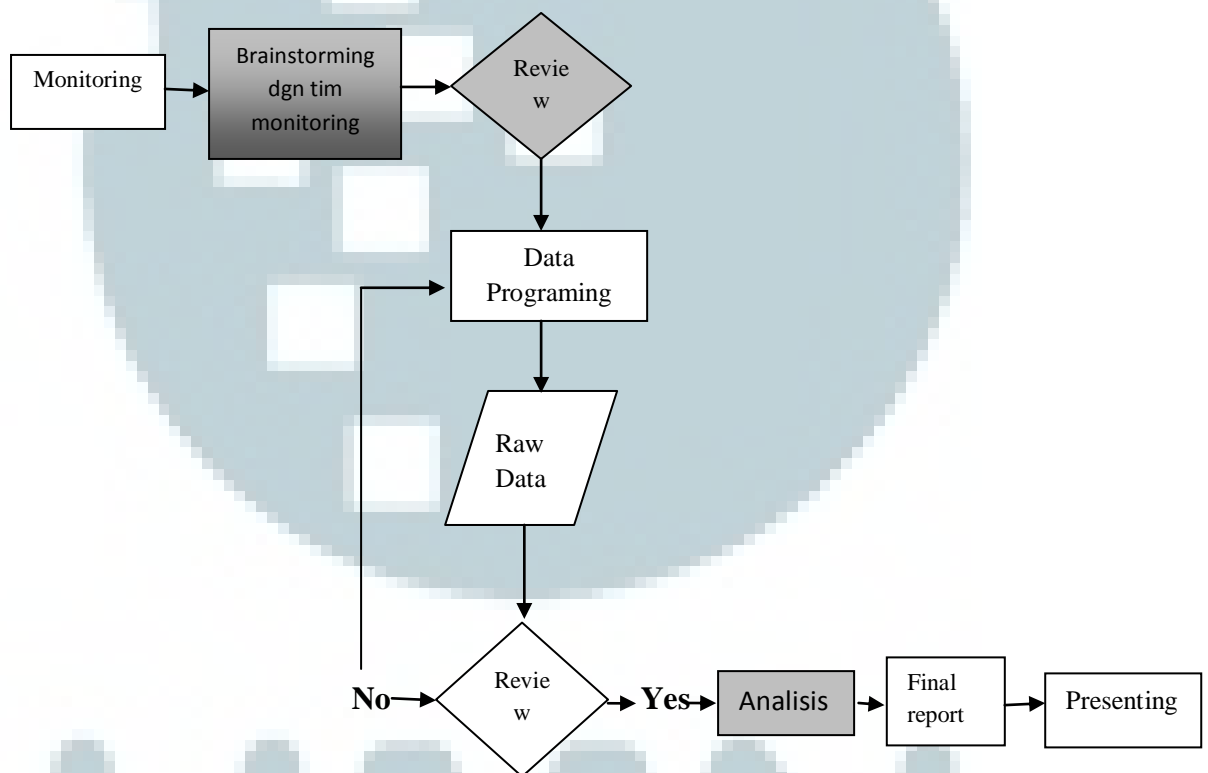 Monitoring
Brainstorming
dgn tim
monitoring
Revie
w
Data
Programing
Raw
Data
Revie
w
No
Yes
Analisis
Final
report
Presenting